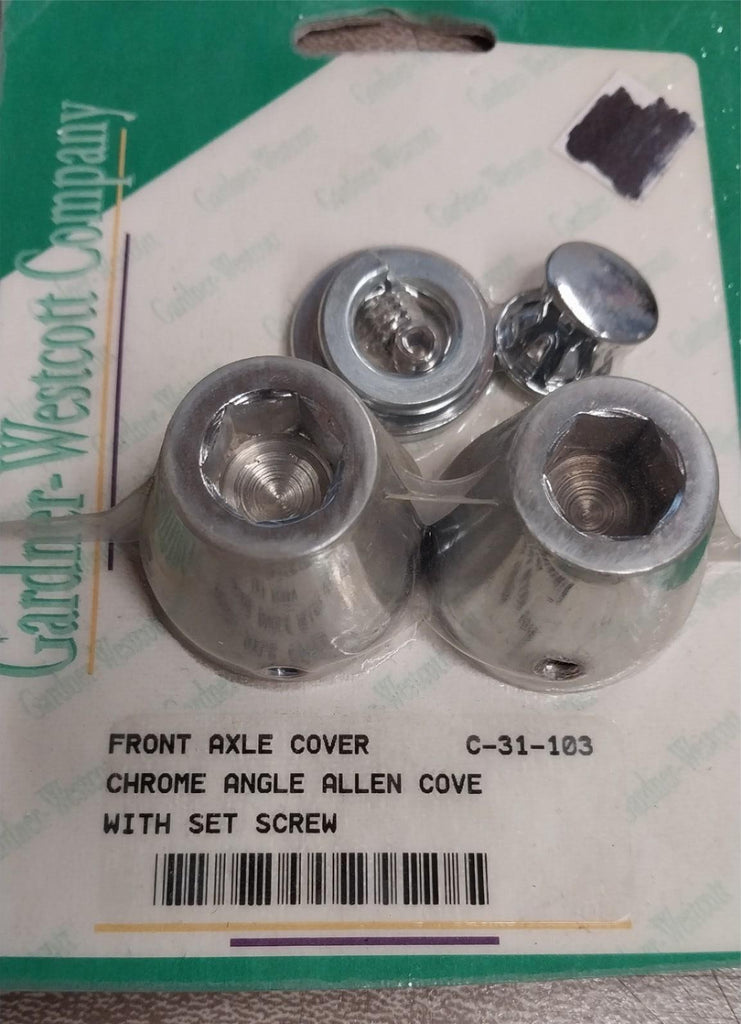 Gardner-Westcott Company
FRONT AXLE COVER C-31-103
CHROME ANGLE ALLEN COVE
WITH SET SCREW